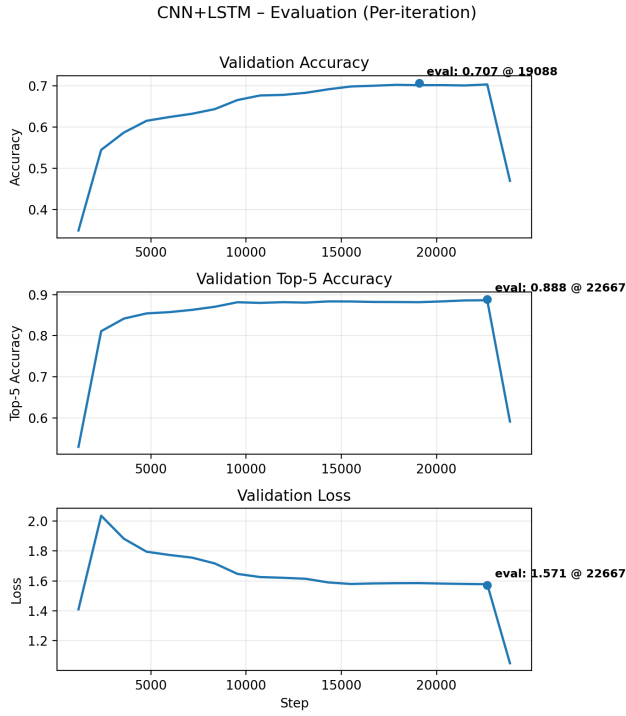 CNN+LSTM – Evaluation (Per-iteration)
Validation Accuracy
eval: 0.707 @ 19088
0.7
0.6
0.5
0.4
Accuracy
5000 10000 15000 20000
Validation Top-5 Accuracy
eval: 0.888 @ 22667
0.9
0.8
0.7
0.6
Top-5 Accuracy
5000 10000 15000 20000
Validation Loss
2.0
1.8
1.6
1.4
1.2
eval: 1.571 @ 22667
Loss
5000 10000 15000 20000
Step